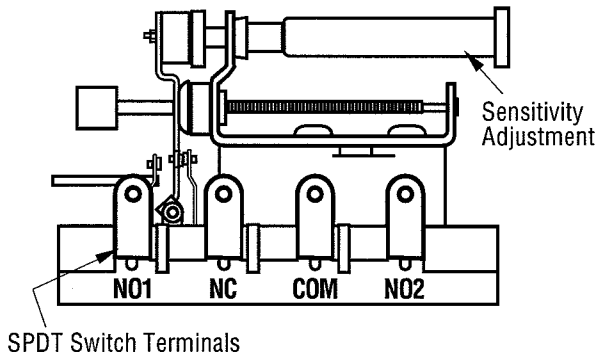 Sensitivity
Adjustment
NO1 NC COM NO2
SPDT Switch Terminals